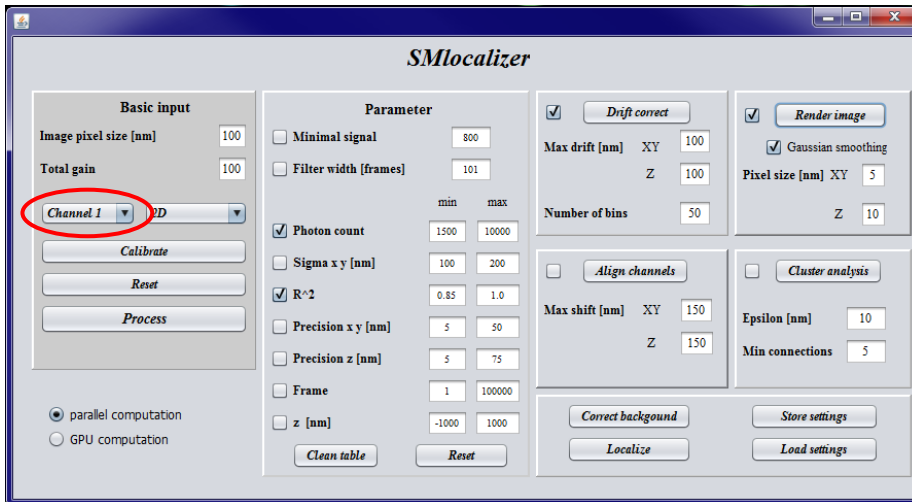 SMlocalizer
Basic input
Image pixel size [nm] 100
Total gain 100
Channel 1 2D
Calibrate
Reset
Process
parallel computation
GPU computation
Parameter
Minimal signal 800
Filter width [frames] 101
min max
Photon count 1500 10000
Sigma x y [nm] 100 200
R^2 0.85 1.0
Precision x y [nm] 5 50
Precision z [nm] 5 75
Frame 1 100000
z [nm] -1000 1000
Clean table Reset
Drift correct
Max drift [nm] XY 100
Z 100
Number of bins 50
Render image
Gaussian smoothing
Pixel size [nm] XY 5
Z 10
Align channels
Max shift [nm] XY 150
Z 150
Cluster analysis
Epsilon [nm] 10
Min connections 5
Correct backgound Store settings
Localize Load settings